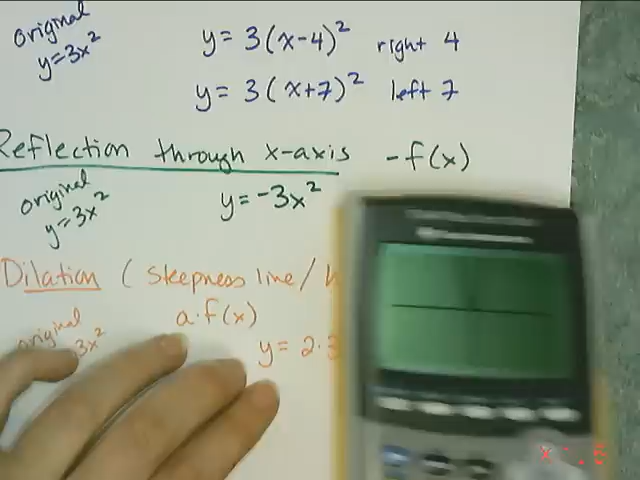 original y=3x² y = 3(x-4)² right 4
y = 3(x+7)² left 7
Reflection through x-axis -f(x)
original y=3x² y = -3x²
Dilation ( steepness line/
original 3x² a·f(x)
y = 2·3